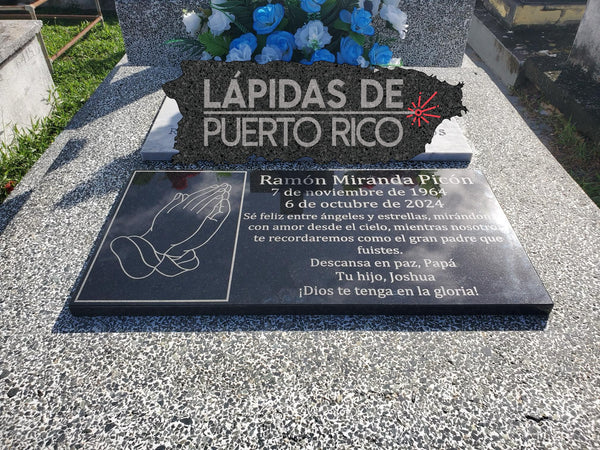 LÁPIDAS DE
PUERTO RICO
Ramón Miranda Picón
7 de noviembre de 1964
6 de octubre de 2024
Sé feliz entre ángeles y estrellas, mirándonos
con amor desde el cielo, mientras nosotros
te recordaremos como el gran padre que
fuistes.
Descansa en paz, Papá
Tu hijo, Joshua
¡Dios te tenga en la gloria!